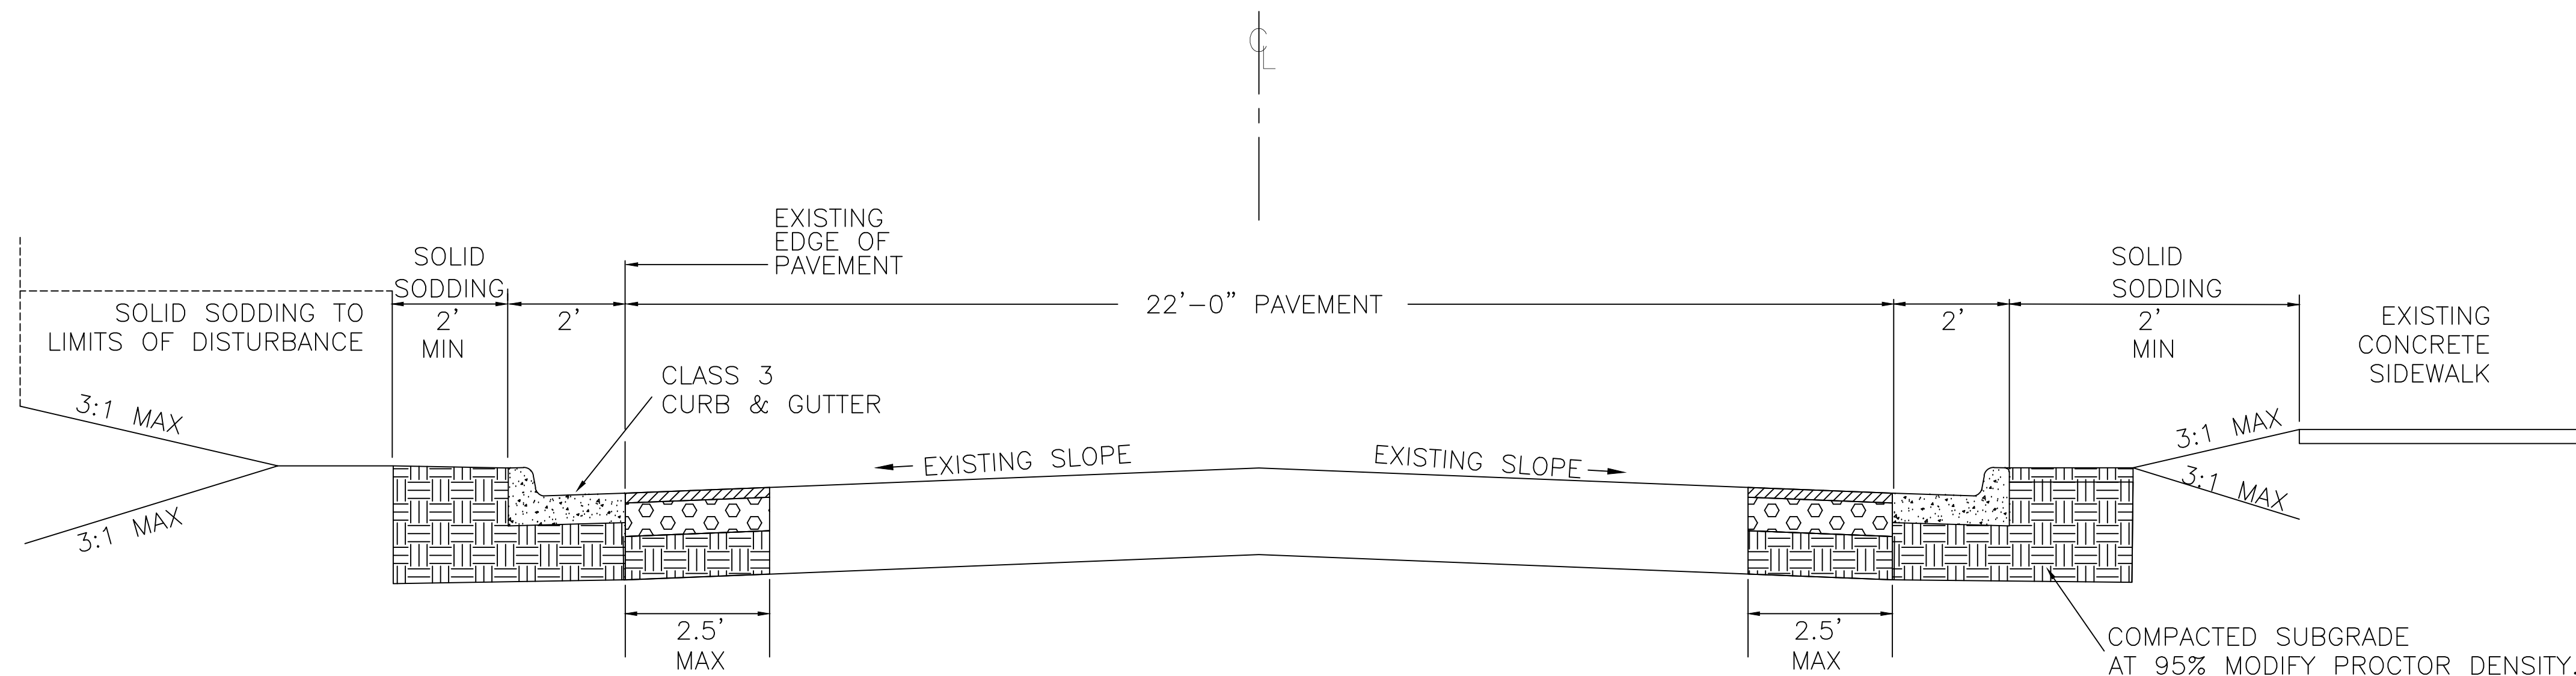 CL
EXISTING
EDGE OF
PAVEMENT
SOLID
SODDING
SOLID
SODDING
SOLID SODDING TO
LIMITS OF DISTURBANCE
2'
MIN
2'
22'-0" PAVEMENT
2'
2'
MIN
EXISTING
CONCRETE
SIDEWALK
CLASS 3
CURB & GUTTER
3:1 MAX
3:1 MAX
EXISTING SLOPE
EXISTING SLOPE
3:1 MAX
3:1 MAX
2.5'
MAX
2.5'
MAX
COMPACTED SUBGRADE
AT 95% MODIFY PROCTOR DENSITY.